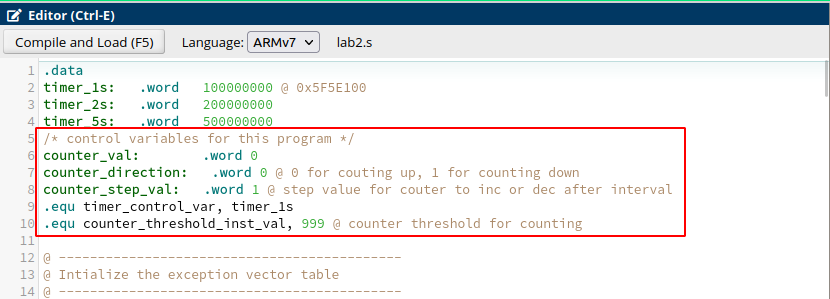 Editor (Ctrl-E)
Compile and Load (F5) Language: ARMv7 lab2.s
1 .data
2 timer_1s: .word 100000000 @ 0x5F5E100
3 timer_2s: .word 200000000
4 timer_5s: .word 500000000
5 /* control variables for this program */
6 counter_val: .word 0
7 counter_direction: .word 0 @ 0 for couting up, 1 for counting down
8 counter_step_val: .word 1 @ step value for couter to inc or dec after interval
9 .equ timer_control_var, timer_1s
10 .equ counter_threshold_inst_val, 999 @ counter threshold for counting
11
12 @ -------------------------------------------
13 @ Intialize the exception vector table
14 @ -------------------------------------------